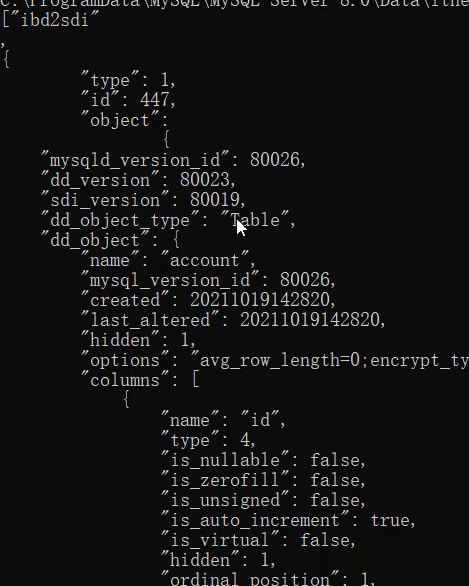 C:\ProgramData\MySQL\MySQL Server 8.0\Data\ithe
["ibd2sdi"
,
{
"type": 1,
"id": 447,
"object":
{
"mysqld_version_id": 80026,
"dd_version": 80023,
"sdi_version": 80019,
"dd_object_type": "Table",
"dd_object": {
"name": "account",
"mysql_version_id": 80026,
"created": 20211019142820,
"last_altered": 20211019142820,
"hidden": 1,
"options": "avg_row_length=0;encrypt_ty
"columns": [
{
"name": "id",
"type": 4,
"is_nullable": false,
"is_zerofill": false,
"is_unsigned": false,
"is_auto_increment": true,
"is_virtual": false,
"hidden": 1,
"ordinal_position": 1,